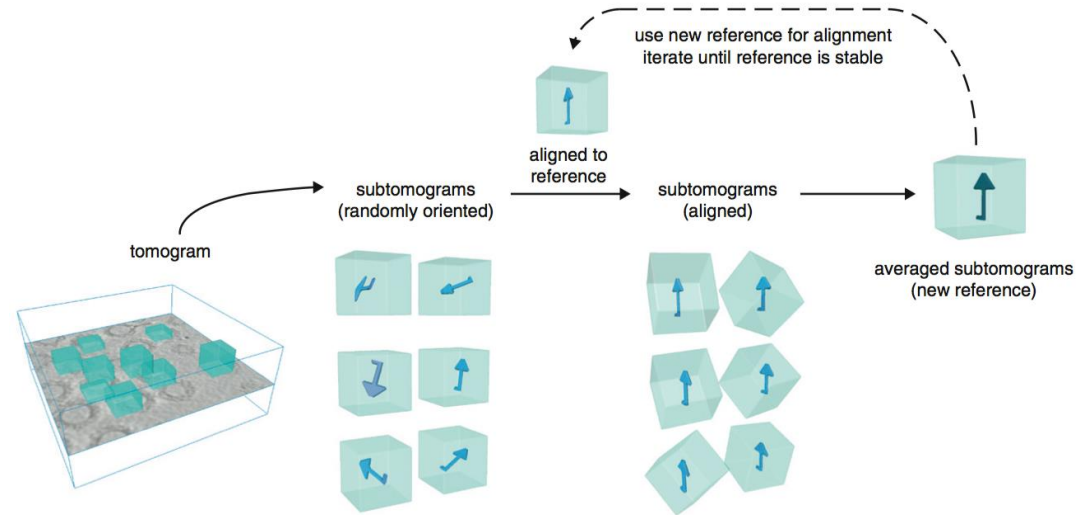 use new reference for alignment
iterate until reference is stable
aligned to
reference
subtomograms
(randomly oriented)
subtomograms
(aligned)
tomogram
averaged subtomograms
(new reference)